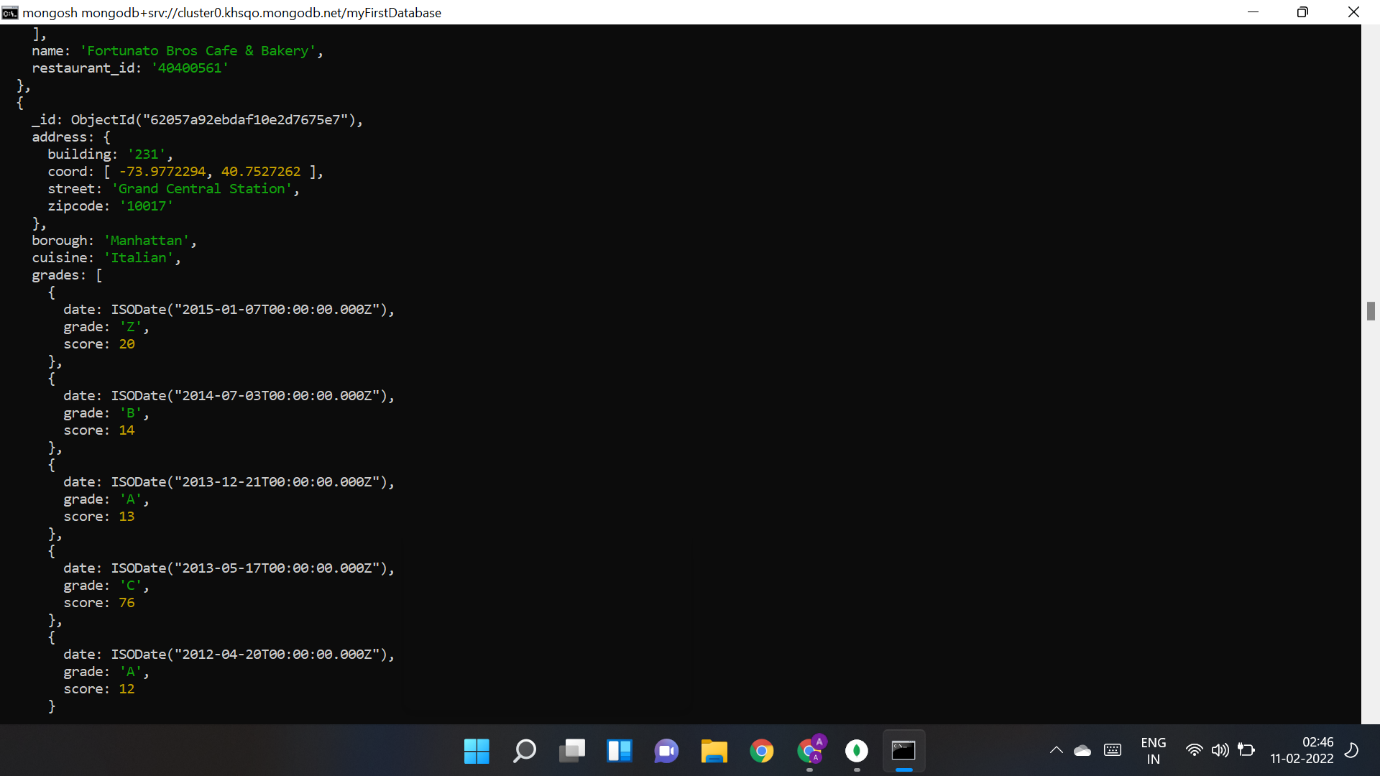 mongosh mongodb+srv://cluster0.khsqo.mongodb.net/myFirstDatabase
],
name: 'Fortunato Bros Cafe & Bakery',
restaurant_id: '40400561'
},
{
_id: ObjectId("62057a92ebdaf10e2d7675e7"),
address: {
building: '231',
coord: [ -73.9772294, 40.7527262 ],
street: 'Grand Central Station',
zipcode: '10017'
},
borough: 'Manhattan',
cuisine: 'Italian',
grades: [
{
date: ISODate("2015-01-07T00:00:00.000Z"),
grade: 'Z',
score: 20
},
{
date: ISODate("2014-07-03T00:00:00.000Z"),
grade: 'B',
score: 14
},
{
date: ISODate("2013-12-21T00:00:00.000Z"),
grade: 'A',
score: 13
},
{
date: ISODate("2013-05-17T00:00:00.000Z"),
grade: 'C',
score: 76
},
{
date: ISODate("2012-04-20T00:00:00.000Z"),
grade: 'A',
score: 12
}
A
A
ENG
IN
02:46
11-02-2022